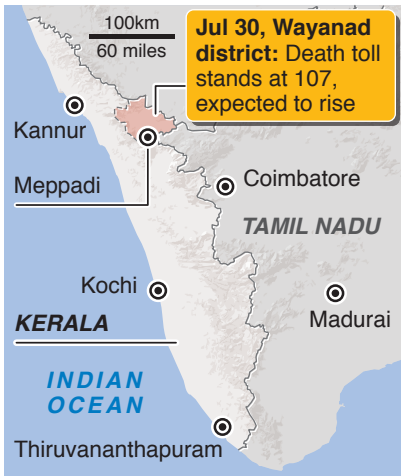 100km
60 miles
Jul 30, Wayanad
district: Death toll
stands at 107,
expected to rise
Kannur
Meppadi
Coimbatore
TAMIL NADU
Kochi
Madurai
KERALA
INDIAN
OCEAN
Thiruvananthapuram